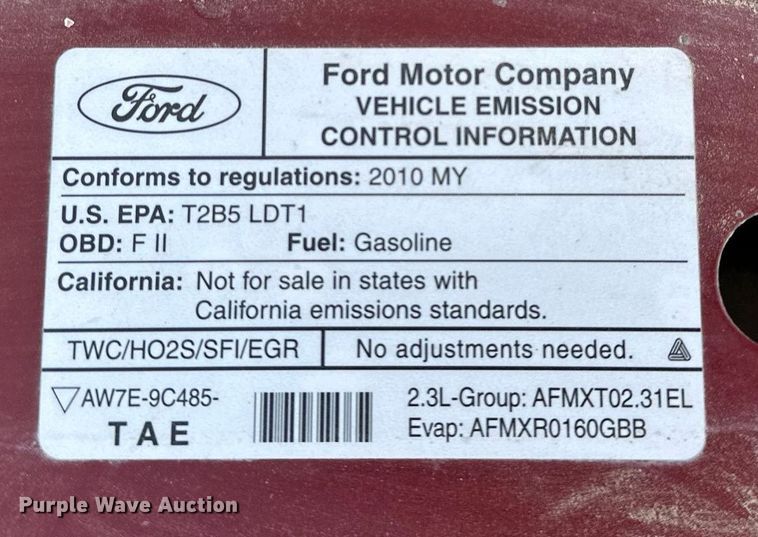 Ford
Ford Motor Company
VEHICLE EMISSION
CONTROL INFORMATION
Conforms to regulations: 2010 MY
U.S. EPA: T2B5 LDT1
OBD: F II Fuel: Gasoline
California: Not for sale in states with
California emissions standards.
TWC/HO2S/SFI/EGR No adjustments needed.
AW7E-9C485-
TAE
2.3L-Group: AFMXT02.31EL
Evap: AFMXR0160GBB
Purple Wave Auction